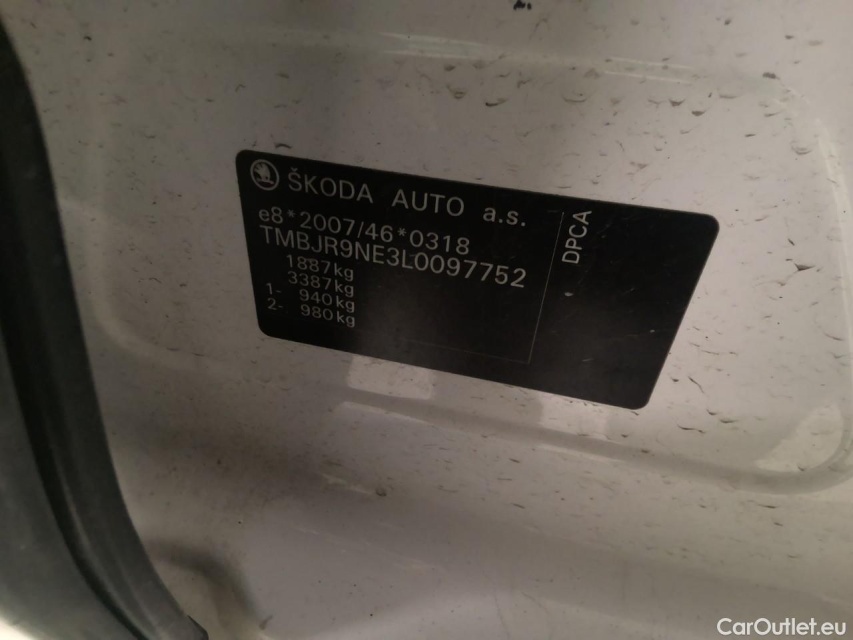 ŠKODA AUTO a.s.
e8*2007/46*0318
TMBJR9NE3L0097752
1887kg
3387kg
1- 940kg
2- 980kg
DPCA
CarOutlet.eu